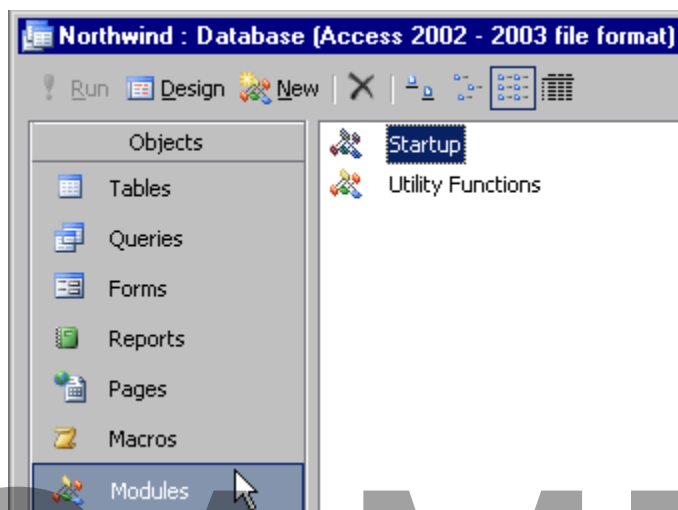 Northwind : Database (Access 2002 - 2003 file format)
Run Design New
Objects
Tables
Queries
Forms
Reports
Pages
Macros
Modules
Startup
Utility Functions